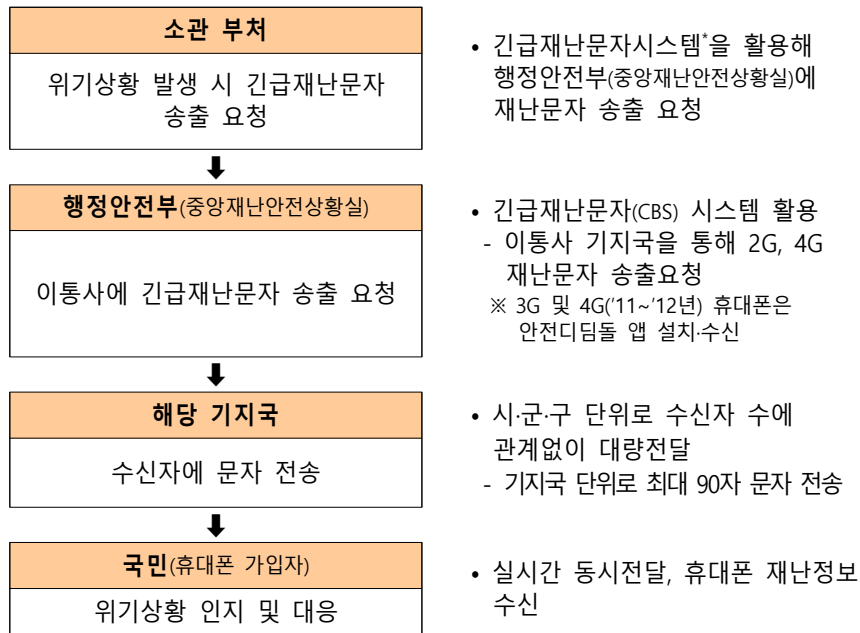 소관 부처
위기상황 발생 시 긴급재난문자
송출 요청
• 긴급재난문자시스템*을 활용해
행정안전부(중앙재난안전상황실)에
재난문자 송출 요청
행정안전부(중앙재난안전상황실)
이통사에 긴급재난문자 송출 요청
• 긴급재난문자(CBS) 시스템 활용
- 이통사 기지국을 통해 2G, 4G
재난문자 송출요청
※ 3G 및 4G('11~'12년) 휴대폰은
안전디딤돌 앱 설치·수신
해당 기지국
수신자에 문자 전송
• 시·군·구 단위로 수신자 수에
관계없이 대량전달
- 기지국 단위로 최대 90자 문자 전송
국민(휴대폰 가입자)
위기상황 인지 및 대응
• 실시간 동시전달, 휴대폰 재난정보
수신